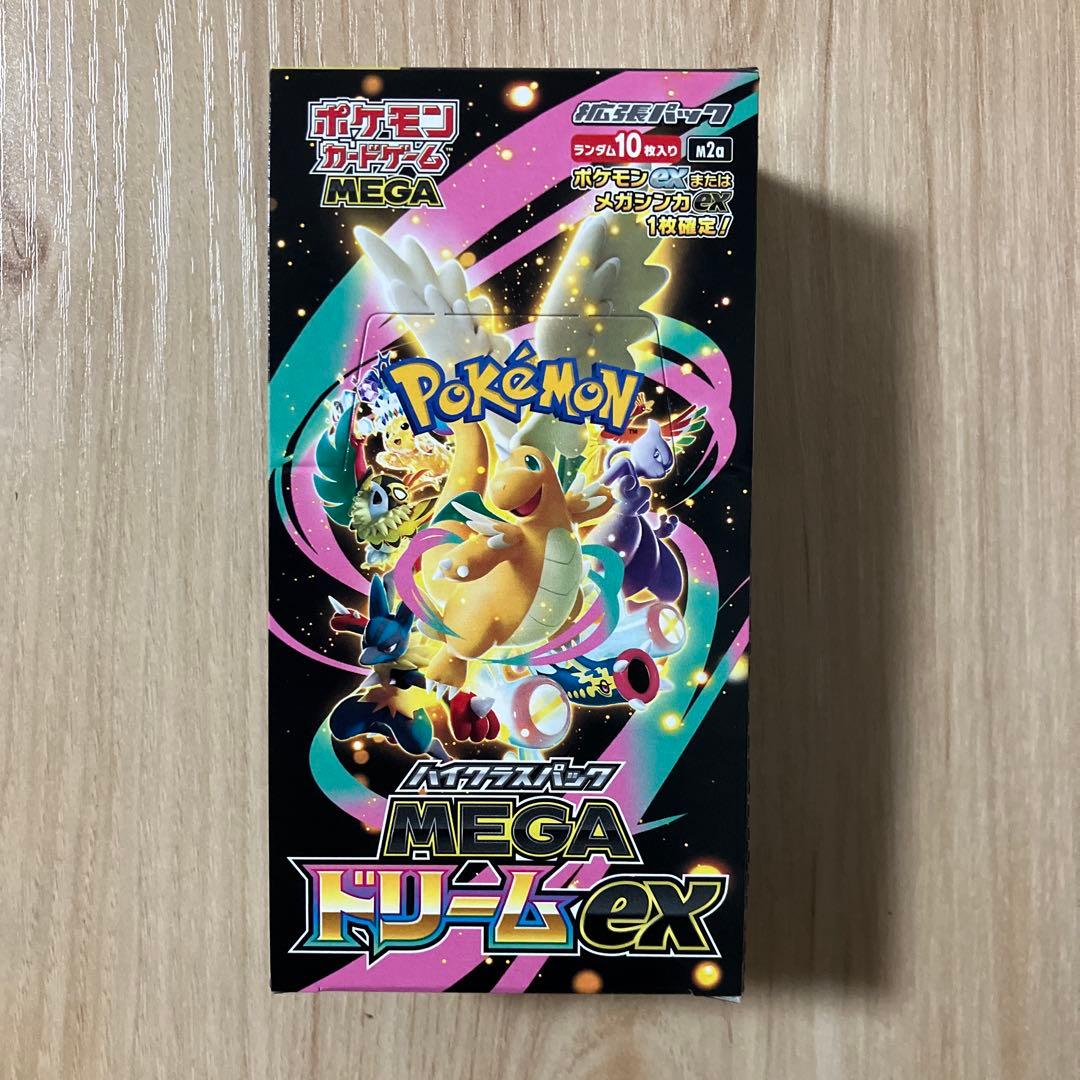 ポケモン
カードゲーム™
MEGA
拡張パック
ランダム10枚入り M2a
ポケモンexまたは
メガシンカex
1枚確定!
POKéMON™
ハイクラスパック
MEGA
ドリームex